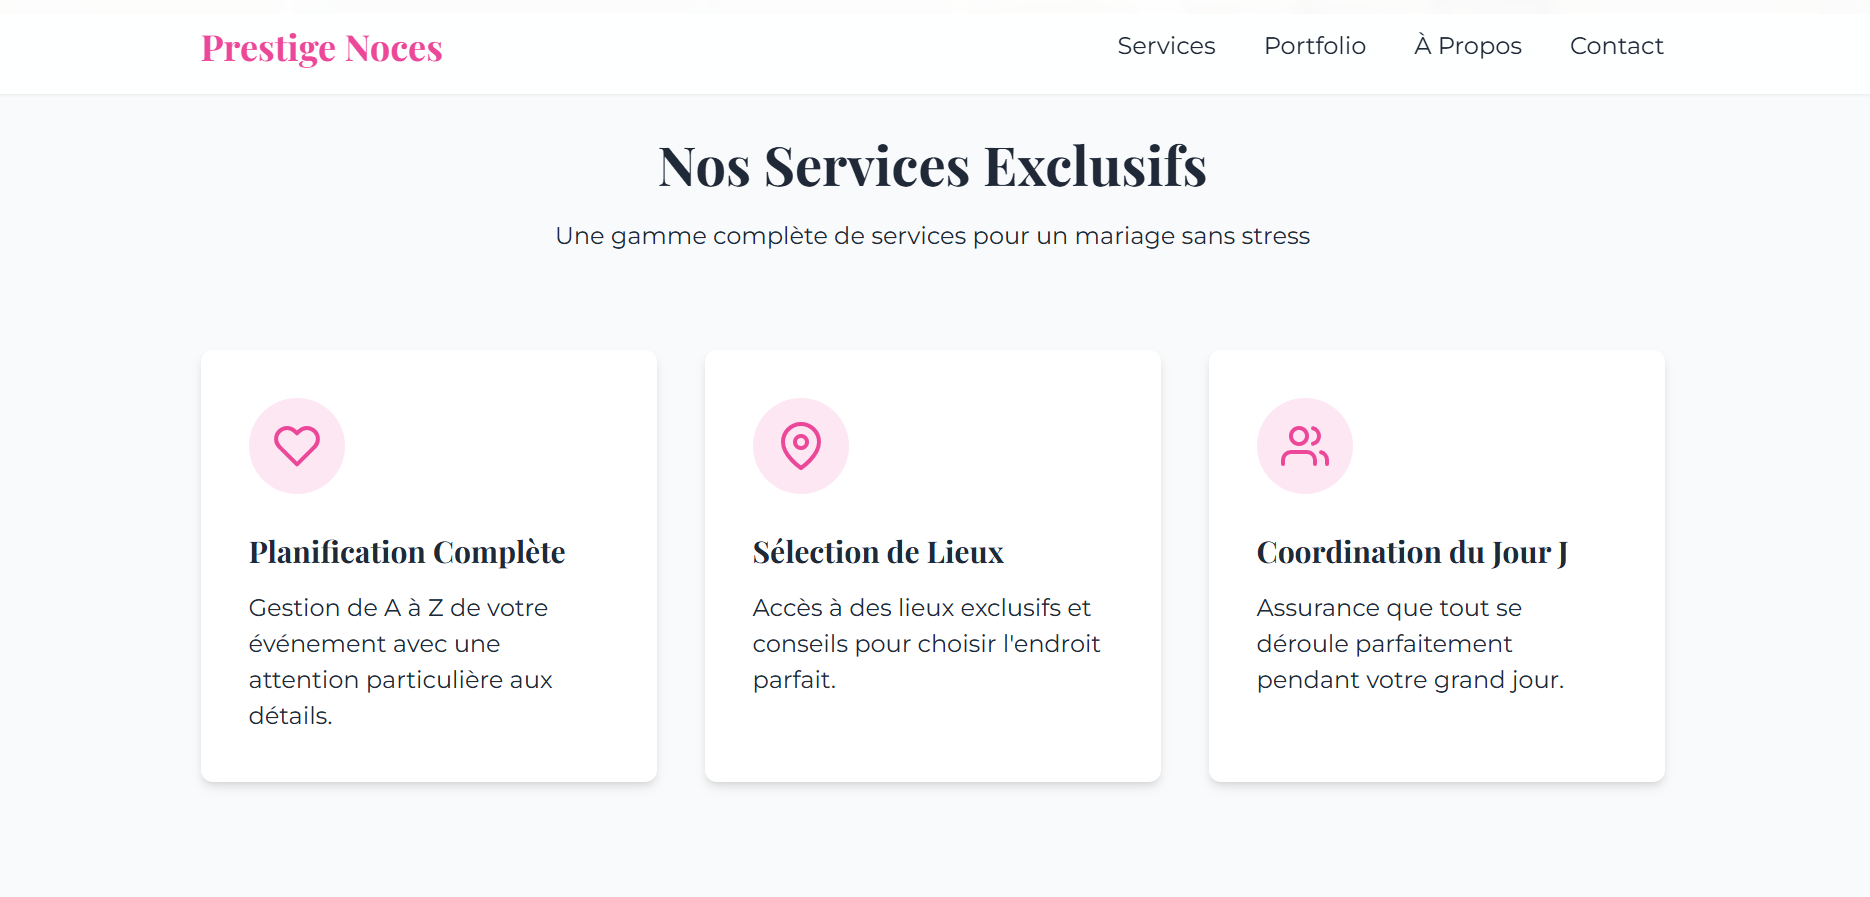 Prestige Noces
Services Portfolio À Propos Contact
Nos Services Exclusifs
Une gamme complète de services pour un mariage sans stress
Planification Complète
Gestion de A à Z de votre
événement avec une
attention particulière aux
détails.
Sélection de Lieux
Accès à des lieux exclusifs et
conseils pour choisir l'endroit
parfait.
Coordination du Jour J
Assurance que tout se
déroule parfaitement
pendant votre grand jour.